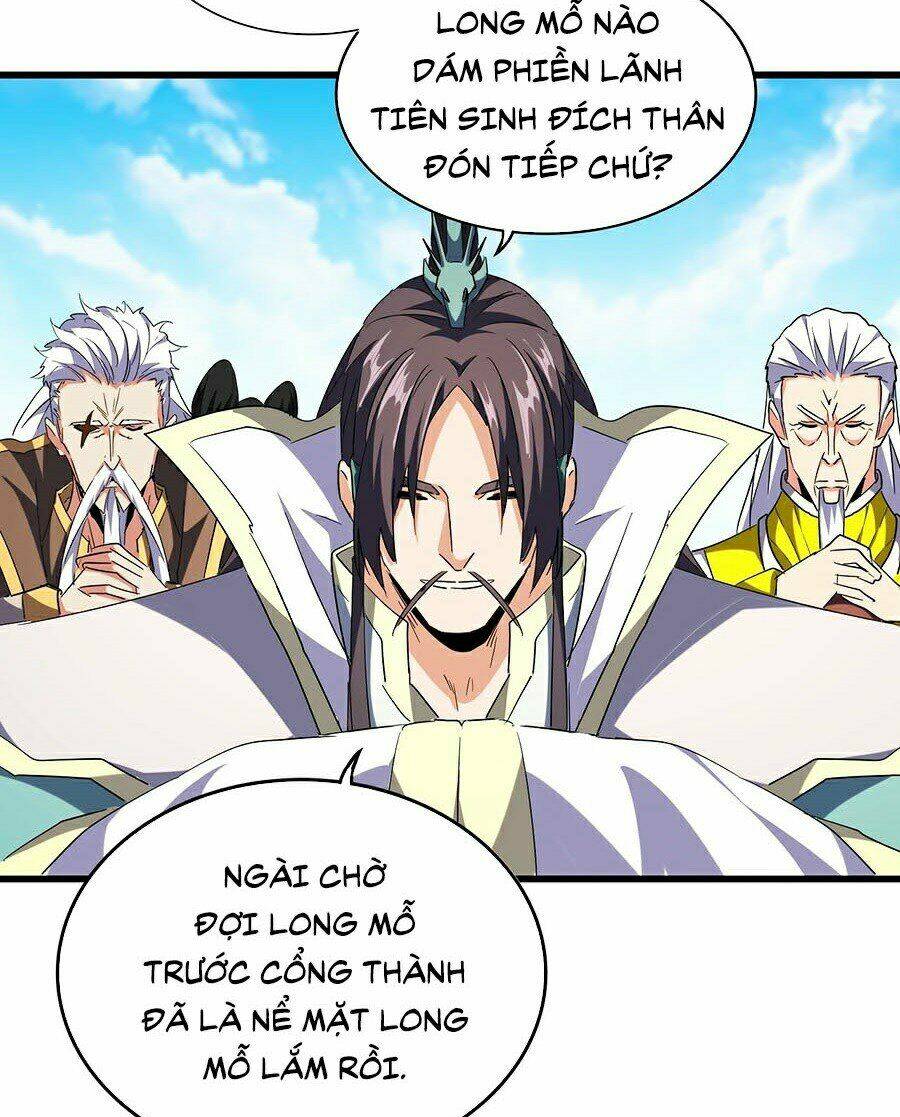 LONG MỖ NÀO
DÁM PHIỀN LÃNH
TIÊN SINH ĐÍCH THÂN
ĐÓN TIẾP CHỨ?
NGÀI CHỜ
ĐỢI LONG MỖ
TRƯỚC CỔNG THÀNH
ĐÃ LÀ NỂ MẶT LONG
MỖ LẮM RỒI.